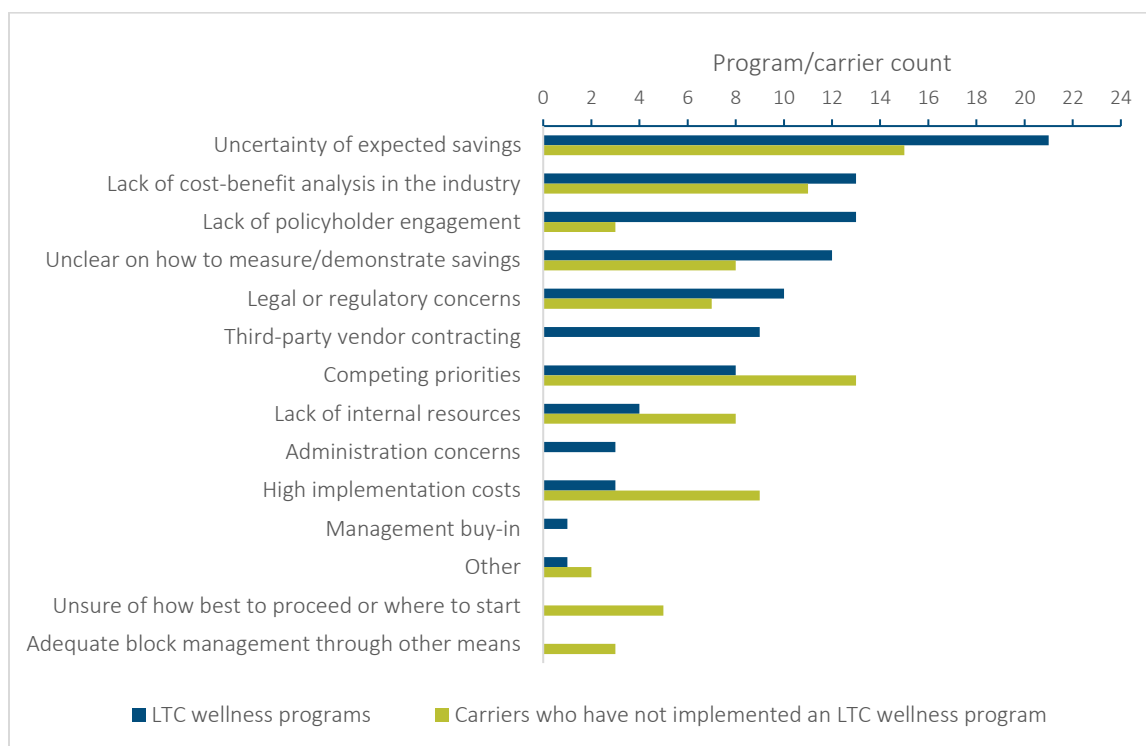 Program/carrier count
0 2 4 6 8 10 12 14 16 18 20 22 24
Uncertainty of expected savings
Lack of cost-benefit analysis in the industry
Lack of policyholder engagement
Unclear on how to measure/demonstrate savings
Legal or regulatory concerns
Third-party vendor contracting
Competing priorities
Lack of internal resources
Administration concerns
High implementation costs
Management buy-in
Other
Unsure of how best to proceed or where to start
Adequate block management through other means
LTC wellness programs Carriers who have not implemented an LTC wellness program